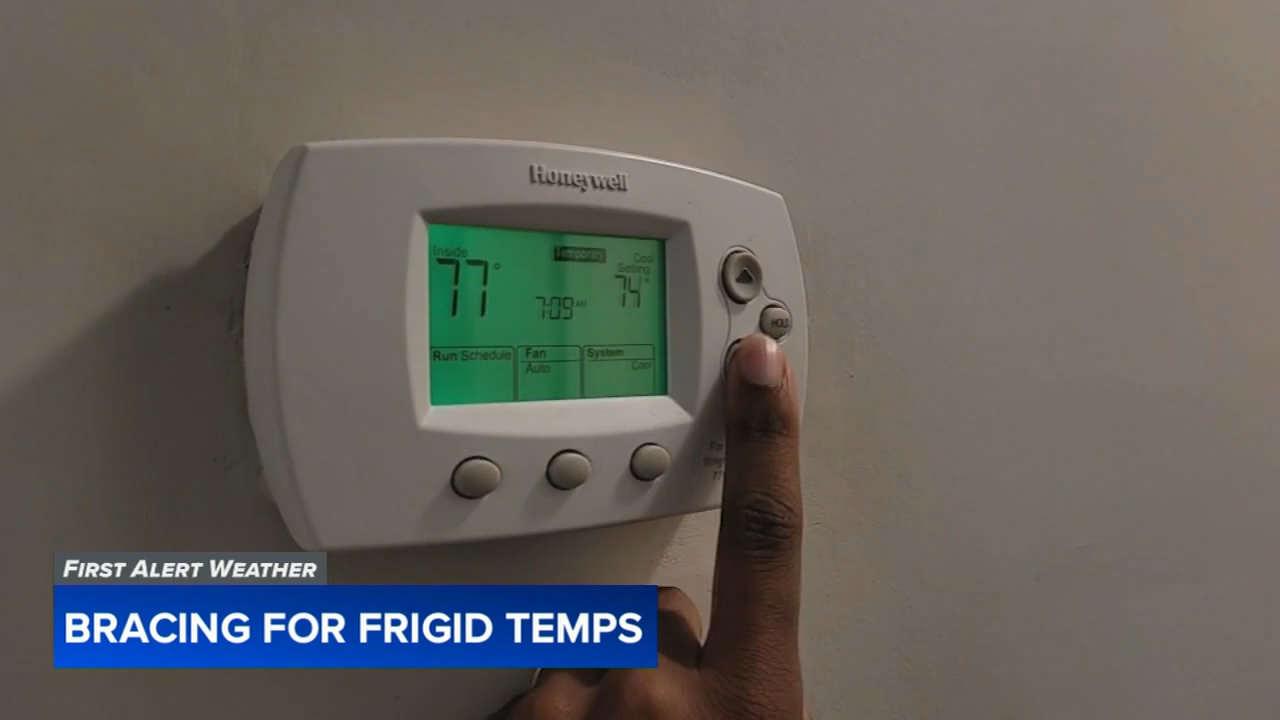 Honeywell
Inside
Temporary
Cool
Setting
77°
74°
7:09 AM
Run Schedule
Fan
System
Auto
Cool
HOLD
FIRST ALERT WEATHER
BRACING FOR FRIGID TEMPS